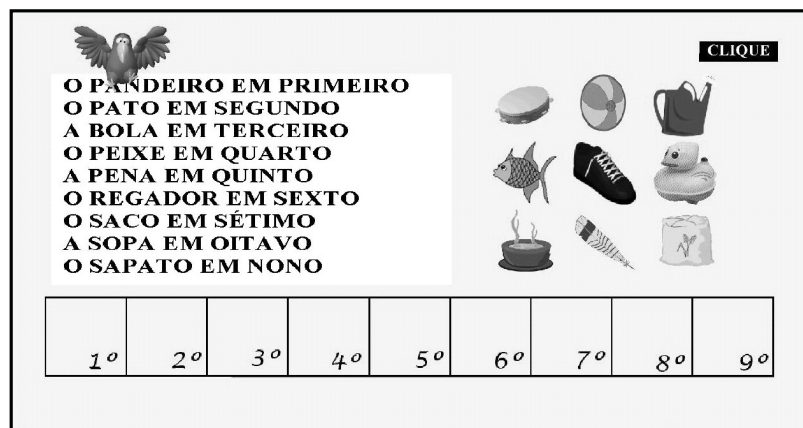 CLIQUE
O PANDEIRO EM PRIMEIRO
O PATO EM SEGUNDO
A BOLA EM TERCEIRO
O PEIXE EM QUARTO
A PENA EM QUINTO
O REGADOR EM SEXTO
O SACO EM SÉTIMO
A SOPA EM OITAVO
O SAPATO EM NONO
1º 2º 3º 4º 5º 6º 7º 8º 9º